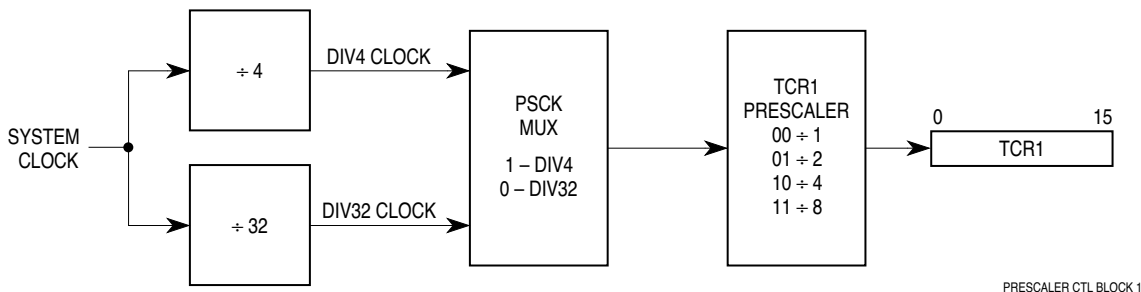 SYSTEM
CLOCK
÷ 4
÷ 32
DIV4 CLOCK
DIV32 CLOCK
PSCK
MUX
1 – DIV4
0 – DIV32
TCR1
PRESCALER
00 ÷ 1
01 ÷ 2
10 ÷ 4
11 ÷ 8
0 15
TCR1
PRESCALER CTL BLOCK 1